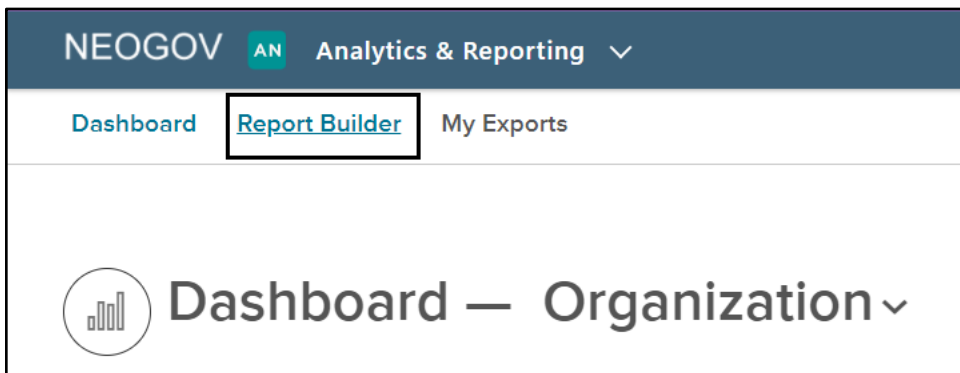 NEOGOV AN Analytics & Reporting
Dashboard Report Builder My Exports
Dashboard — Organization